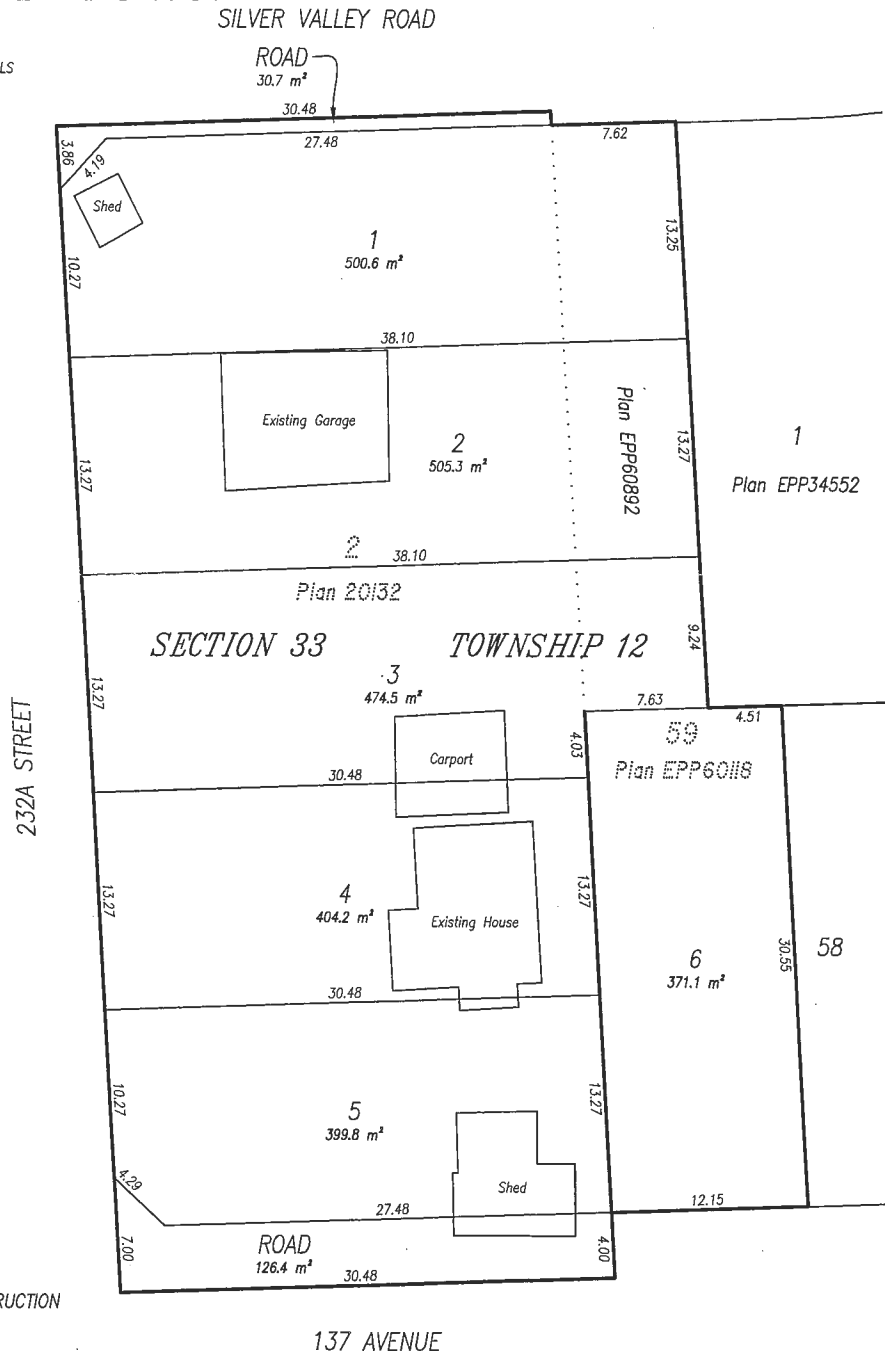 SILVER VALLEY ROAD
LS
ROAD
30.7 m²
30.48
27.48
7.62
3.86
4.19
Shed
13.25
1
500.6 m²
10.27
38.10
Existing Garage
2
505.3 m²
Plan EPP60892
13.27
13.27
1
Plan EPP34552
2
38.10
Plan 20132
SECTION 33
TOWNSHIP 12
9.24
3
474.5 m²
13.27
7.63
4.51
232A STREET
59
Plan EPP60118
4.03
Carport
30.48
4
404.2 m²
13.27
Existing House
13.27
6
371.1 m²
30.55
58
30.48
10.27
5
399.8 m²
13.27
4.29
Shed
12.15
27.48
7.00
ROAD
126.4 m²
4.00
30.48
RUCTION
137 AVENUE